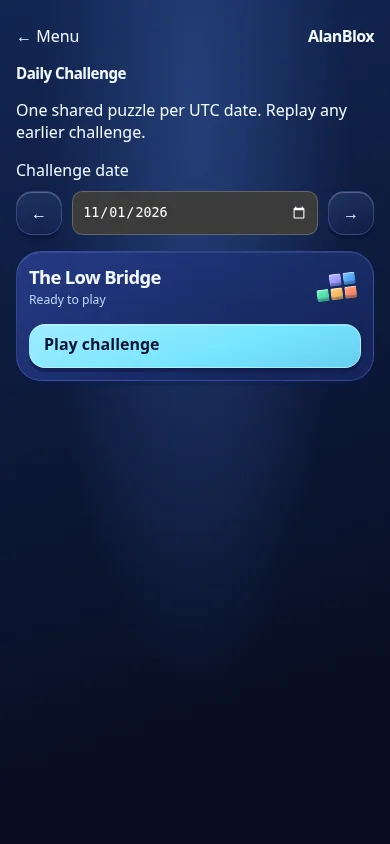 ← Menu
AlanBlox
Daily Challenge
One shared puzzle per UTC date. Replay any
earlier challenge.
Challenge date
←
11/01/2026
→
The Low Bridge
Ready to play
Play challenge